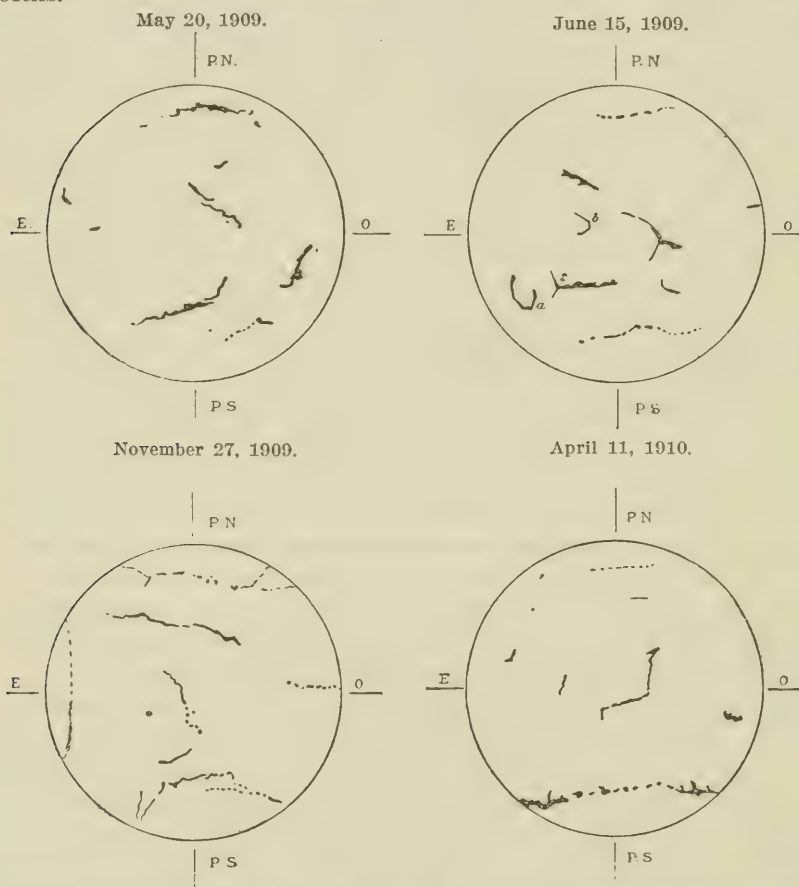 May 20, 1909.
June 15, 1909.
P.N.
P.N
E.
O
E
O
b
c
a
P S
P S
November 27, 1909.
April 11, 1910.
P N
P N
E
O
E
O
P S
P.S